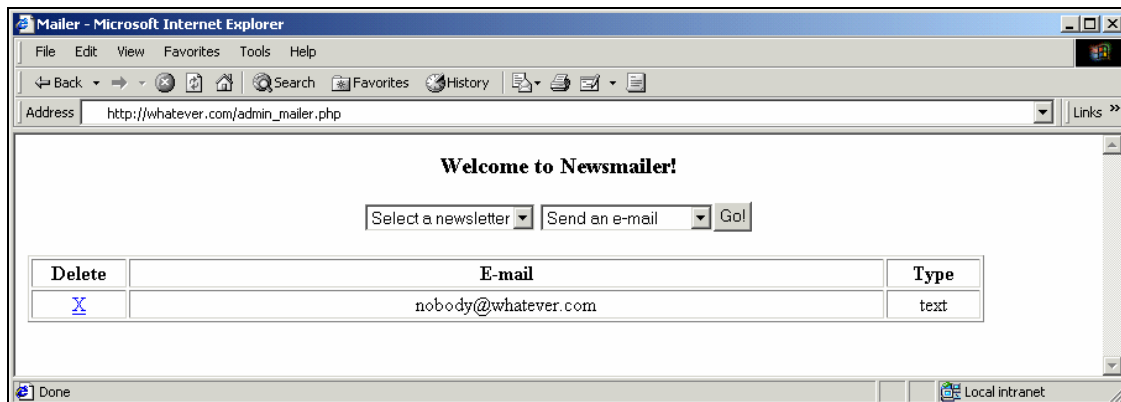 Mailer - Microsoft Internet Explorer
File Edit View Favorites Tools Help
Back Search Favorites History
Address http://whatever.com/admin_mailer.php Links »
Welcome to Newsmailer!
Select a newsletter Send an e-mail Go!
Delete E-mail Type
X nobody@whatever.com text
Done Local intranet